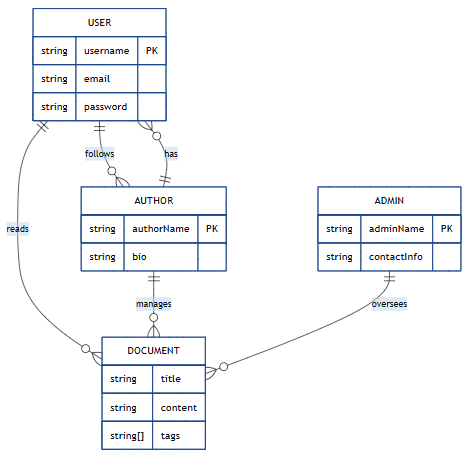 USER
string username PK
string email
string password
follows has
AUTHOR
string authorName PK
string bio
ADMIN
string adminName PK
string contactInfo
reads
manages
oversees
DOCUMENT
string title
string content
string[] tags